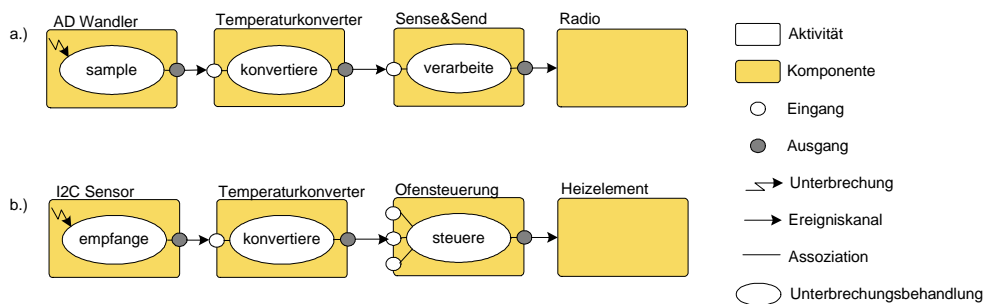 a.)
AD Wandler
Temperaturkonverter
Sense&Send
Radio
sample
konvertiere
verarbeite
b.)
I2C Sensor
Temperaturkonverter
Ofensteuerung
Heizelement
empfange
konvertiere
steuere
Aktivität
Komponente
Eingang
Ausgang
Unterbrechung
Ereigniskanal
Assoziation
Unterbrechungsbehandlung